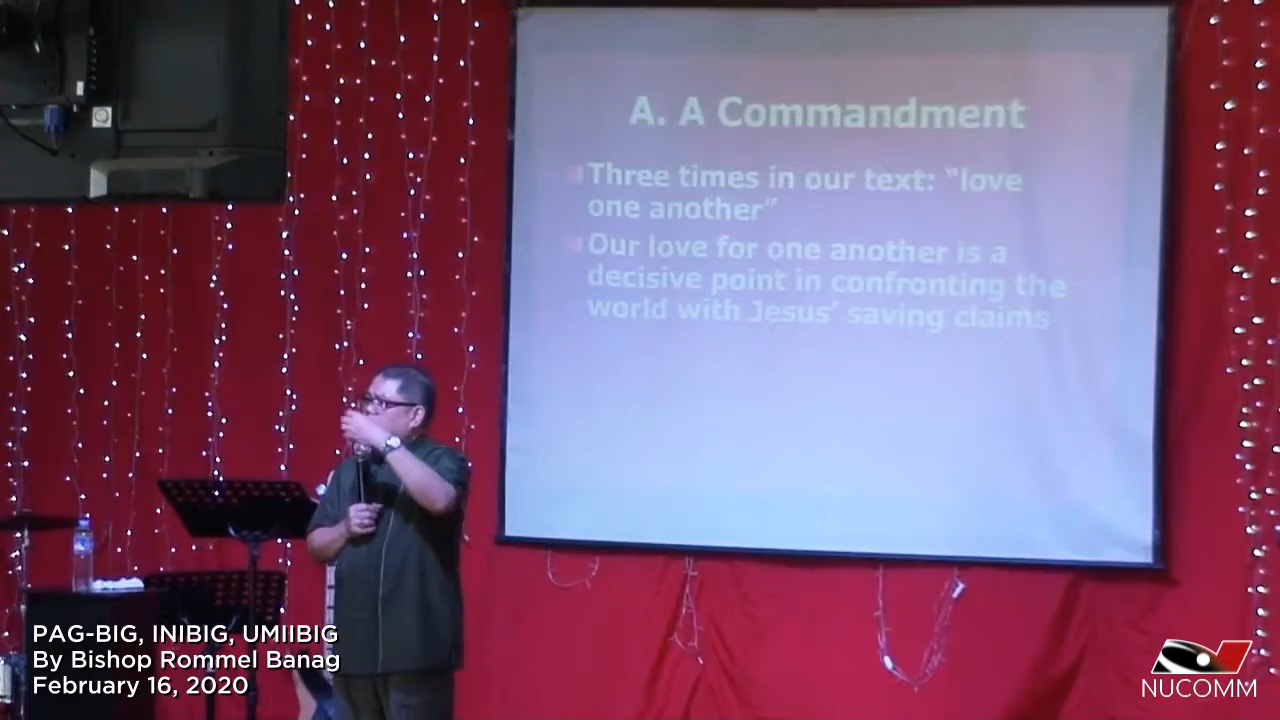 A. A Commandment
Three times in our text: "love
one another"
Our love for one another is a
decisive point in confronting the
world with Jesus' saving claims
PAG-BIG, INIBIG, UMIIBIG
By Bishop Rommel Banag
February 16, 2020
NUCOMM